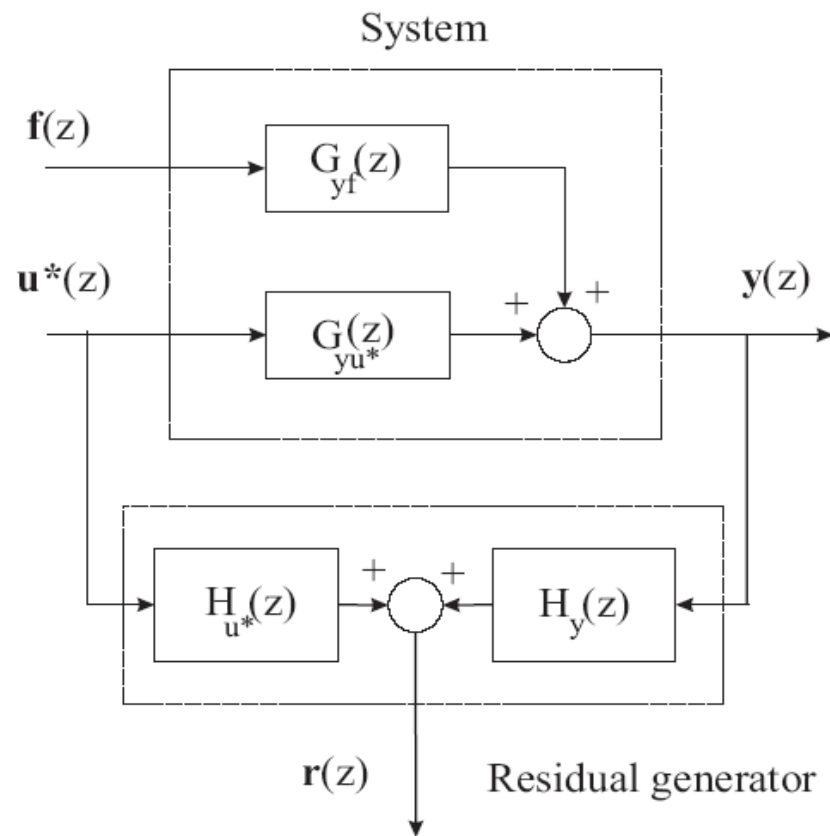 System
f(z)
G_yf(z)
u*(z)
G_yu*(z)
+
+
y(z)
H_u*(z)
+
+
H_y(z)
r(z)
Residual generator